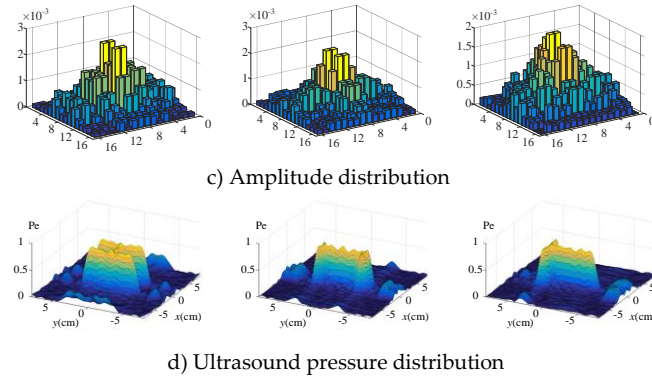 ×10⁻³ ×10⁻³ ×10⁻³
3 3 2
2 2 1.5
1 1 1
0.5
0 0 0
4 8 12 16 16 12 8 4 0 4 8 12 16 16 12 8 4 0 4 8 12 16 16 12 8 4 0
c) Amplitude distribution
Pe Pe Pe
1 1 1
0.5 0.5 0.5
0 0 0
5 0 -5 -5 0 5 5 0 -5 -5 0 5 5 0 -5 -5 0 5
y(cm) x(cm) y(cm) x(cm) y(cm) x(cm)
d) Ultrasound pressure distribution